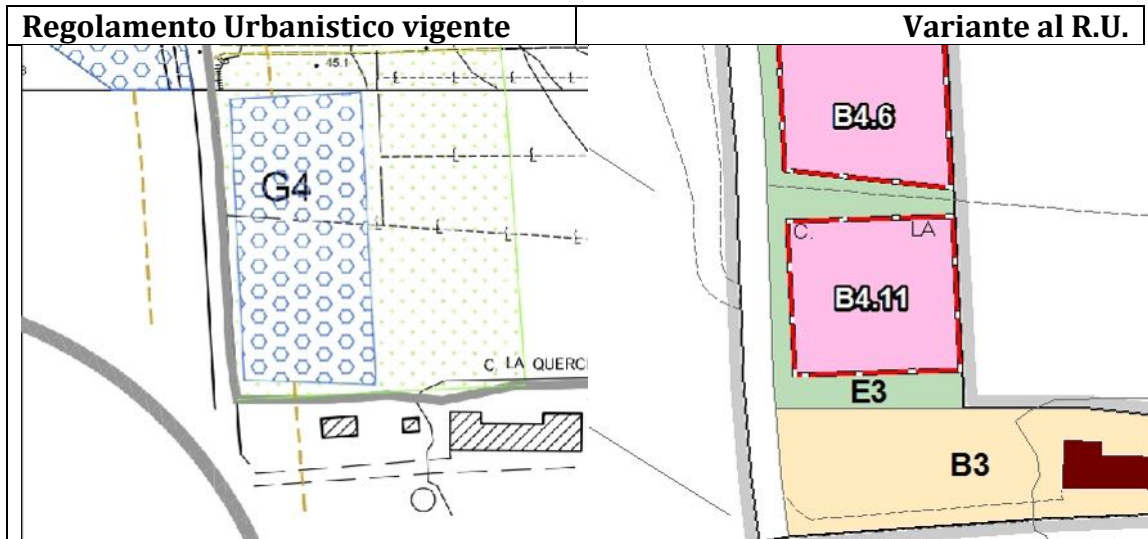 Regolamento Urbanistico vigente
Variante al R.U.
45.1
G4
C. LA QUERC
B4.6
C. LA
B4.11
E3
B3